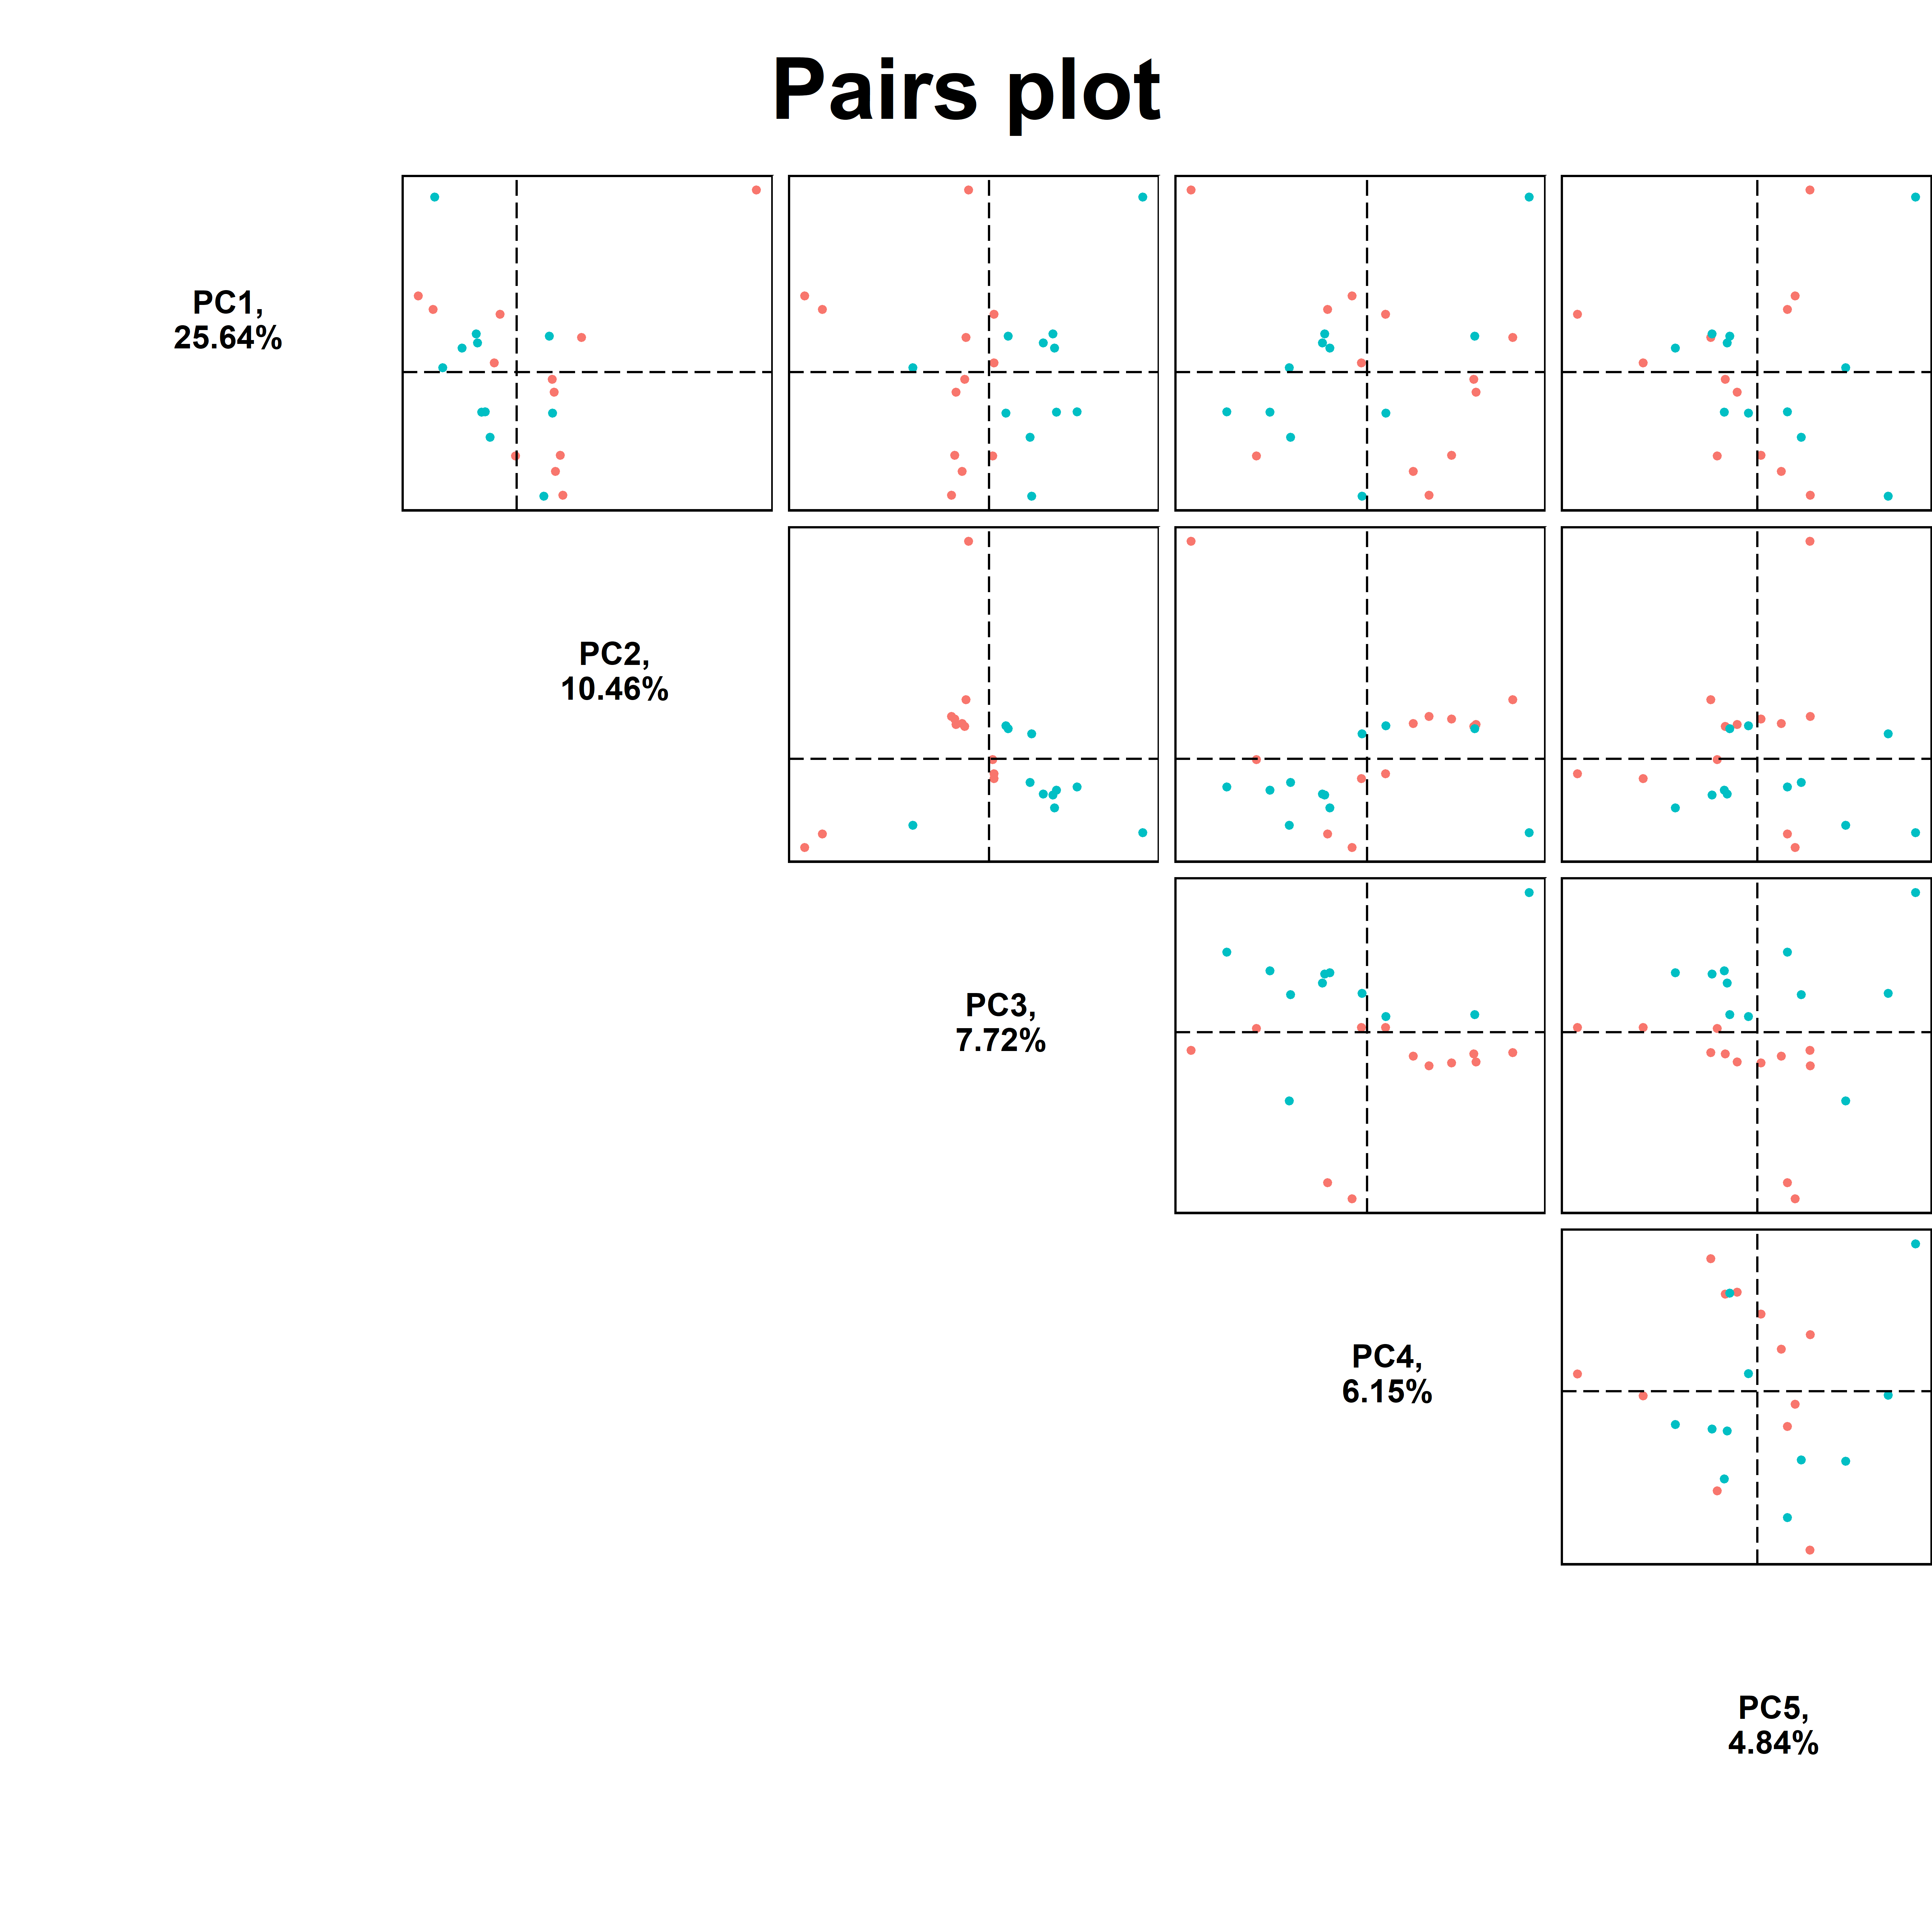 Pairs plot
PC1,
25.64%
PC2,
10.46%
PC3,
7.72%
PC4,
6.15%
PC5,
4.84%